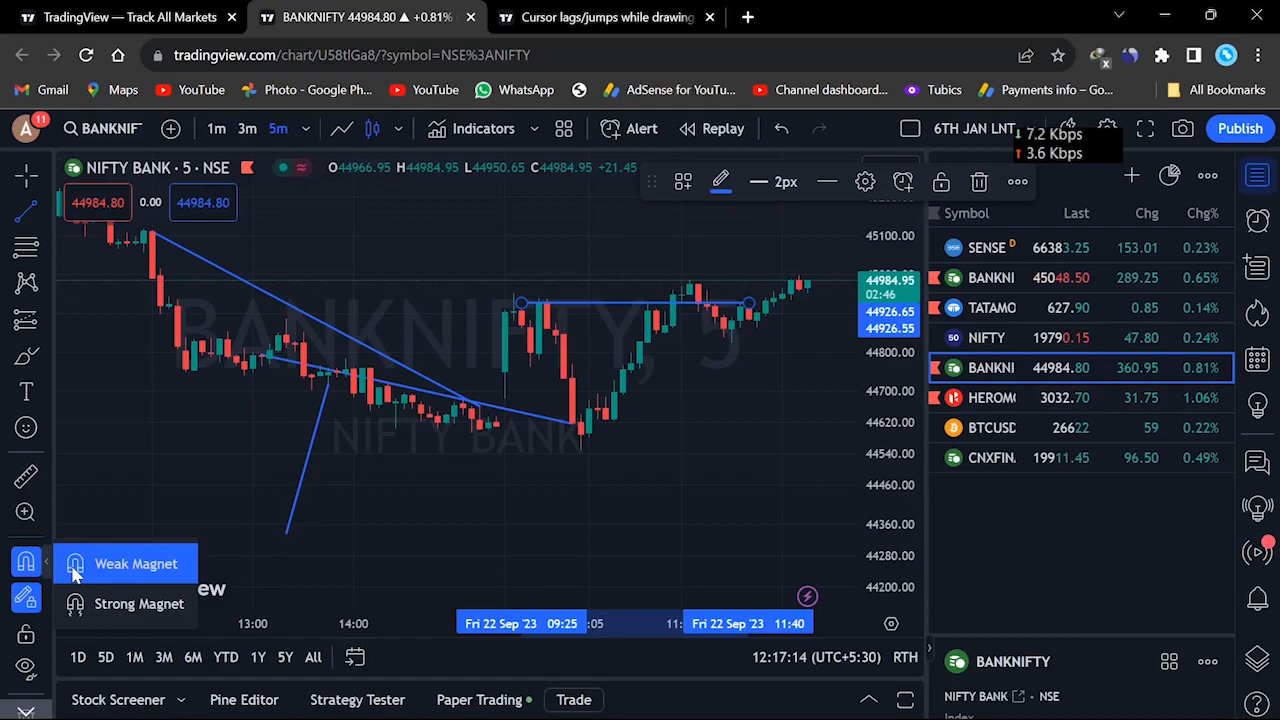 TradingView — Track All Markets
BANKNIFTY 44984.80 ▲ +0.81%
Cursor lags/jumps while drawing
tradingview.com/chart/U58tlGa8/?symbol=NSE%3ANIFTY
Gmail
Maps
YouTube
Photo - Google Ph...
YouTube
WhatsApp
AdSense for YouTu...
Channel dashboard...
Tubics
Payments info – Go...
All Bookmarks
A
11
BANKNIF
1m
3m
5m
Indicators
Alert
Replay
6TH JAN LNT
Publish
↓ 7.2 Kbps
↑ 3.6 Kbps
NIFTY BANK · 5 · NSE
O44966.95 H44984.95 L44950.65 C44984.95 +21.45
2px
44984.80
0.00
44984.80
Symbol
Last
Chg
Chg%
SENSE D 66383.25 153.01 0.23%
BANKNI 45048.50 289.25 0.65%
TATAMO 627.90 0.85 0.14%
50 NIFTY 19790.15 47.80 0.24%
BANKNI 44984.80 360.95 0.81%
HEROMO 3032.70 31.75 1.06%
BTCUSD 26622 59 0.22%
CNXFIN. 19911.45 96.50 0.49%
45100.00
44984.95
02:46
44926.65
44926.55
44800.00
44700.00
44620.00
44540.00
44460.00
44360.00
44280.00
44200.00
BANKNIFTY, 5
NIFTY BANK
Weak Magnet
Strong Magnet
ew
13:00
14:00
Fri 22 Sep '23 09:25
:05
11:
Fri 22 Sep '23 11:40
1D
5D
1M
3M
6M
YTD
1Y
5Y
All
12:17:14 (UTC+5:30)
RTH
Stock Screener
Pine Editor
Strategy Tester
Paper Trading
Trade
BANKNIFTY
NIFTY BANK
NSE
Index